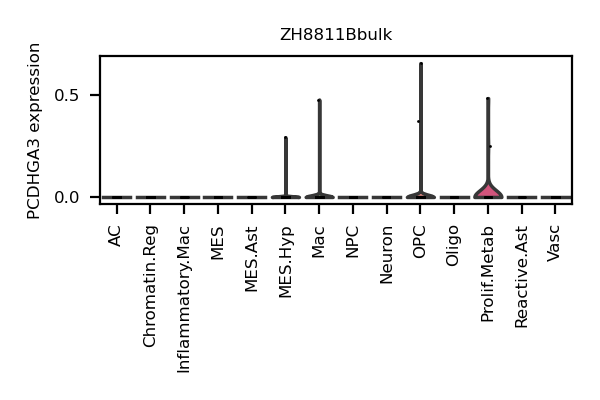 ZH8811Bbulk
PCDHGA3 expression
0.5
0.0
AC
Chromatin.Reg
Inflammatory.Mac
MES
MES.Ast
MES.Hyp
Mac
NPC
Neuron
OPC
Oligo
Prolif.Metab
Reactive.Ast
Vasc